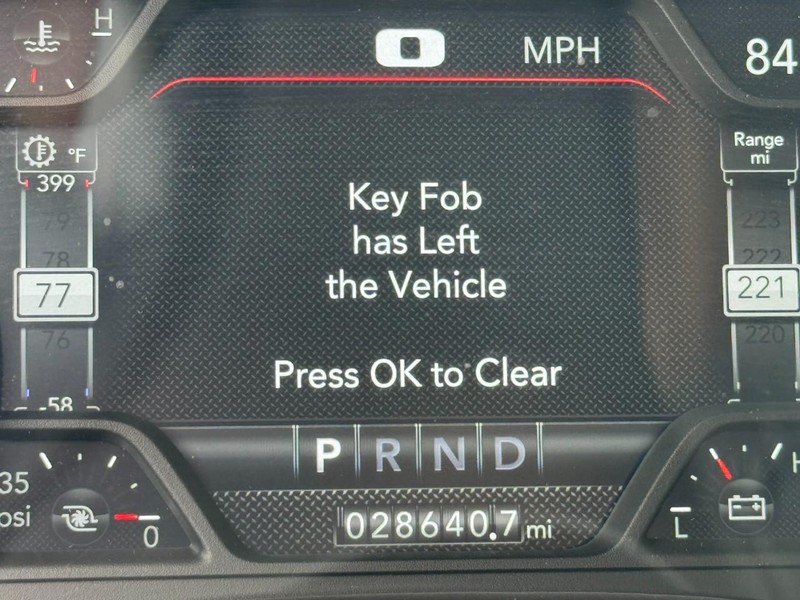 H
0 MPH
84
°F
399
79
78
77
76
-58
Range
mi
223
222
221
220
Key Fob
has Left
the Vehicle
Press OK to Clear
P R N D
35
0
028640.7 mi
L
H